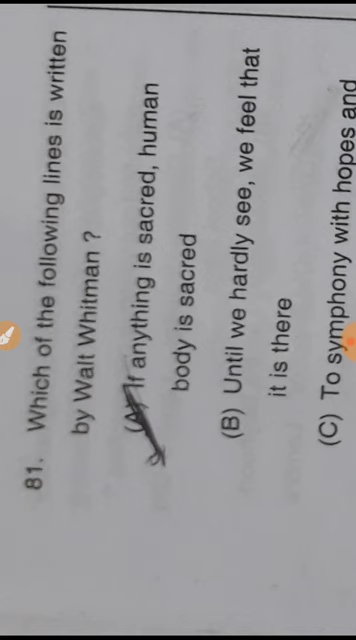 81. Which of the following lines is written
by Walt Whitman ?
(A) If anything is sacred, human
body is sacred
(B) Until we hardly see, we feel that
it is there
(C) To symphony with hopes and